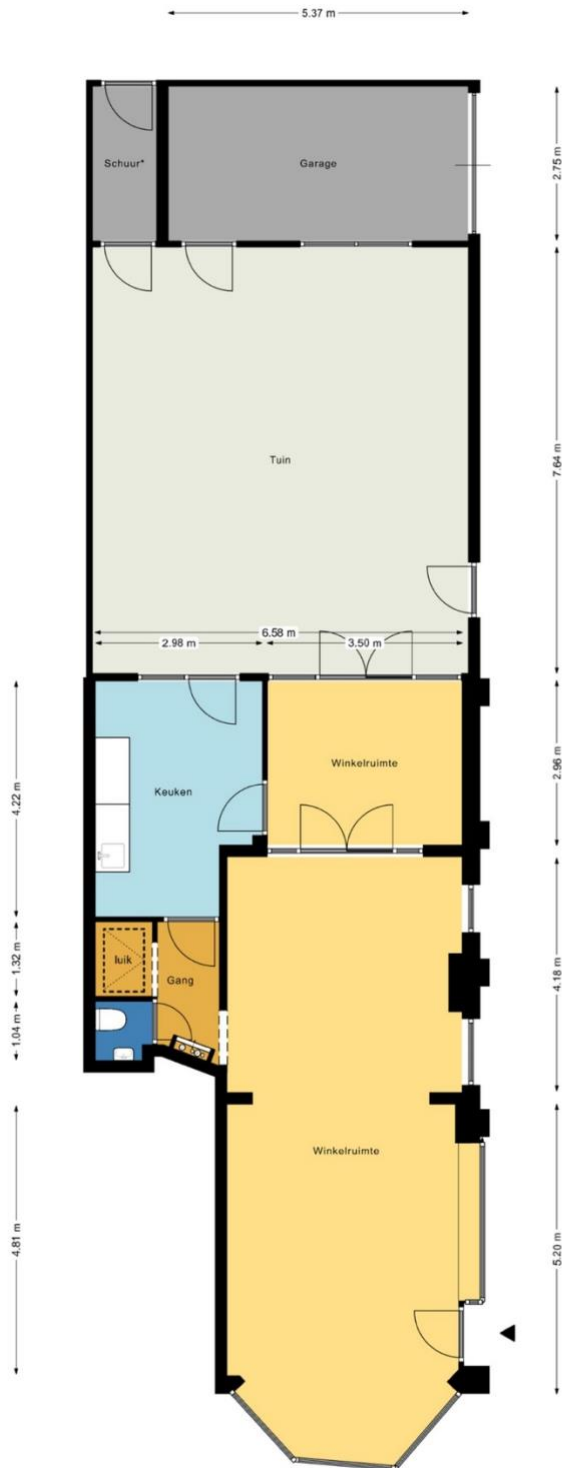 5.37 m
Schuur*
Garage
2.75 m
Tuin
7.64 m
6.58 m
2.98 m
3.50 m
Winkelruimte
2.96 m
Keuken
4.22 m
luik
Gang
1.32 m
4.18 m
1.04 m
Winkelruimte
4.81 m
5.20 m